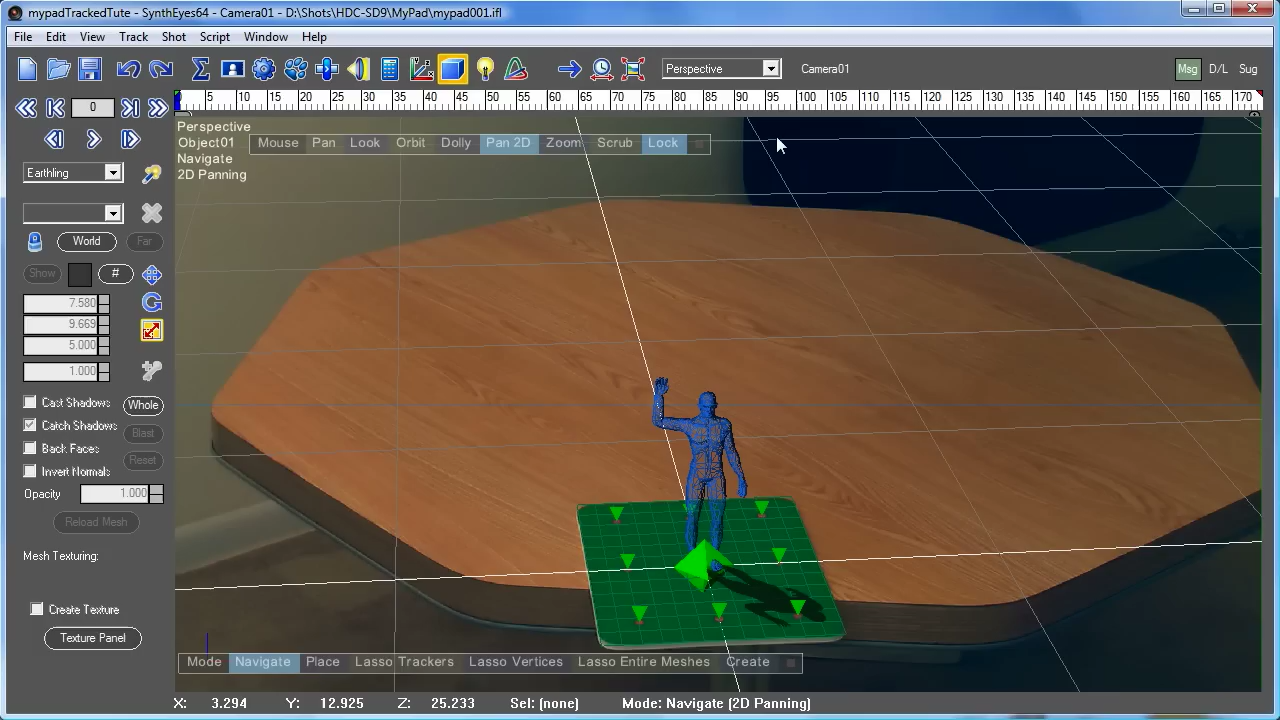 mypadTrackedTute - SynthEyes64 - Camera01 - D:\Shots\HDC-SD9\MyPad\mypad001.ifl
File Edit View Track Shot Script Window Help
Perspective Camera01 Msg D/L Sug
0 5 10 15 20 25 30 35 40 45 50 55 60 65 70 75 80 85 90 95 100 105 110 115 120 125 130 135 140 145 150 155 160 165 170
Perspective
Object01 Mouse Pan Look Orbit Dolly Pan 2D Zoom Scrub Lock
Navigate
2D Panning
Earthling
World Far
Show #
7.580
9.669
5.000
1.000
Cast Shadows Whole
Catch Shadows Blast
Back Faces Reset
Invert Normals
Opacity 1.000
Reload Mesh
Mesh Texturing:
Create Texture
Texture Panel
Mode Navigate Place Lasso Trackers Lasso Vertices Lasso Entire Meshes Create
X: 3.294 Y: 12.925 Z: 25.233 Sel: (none) Mode: Navigate (2D Panning)